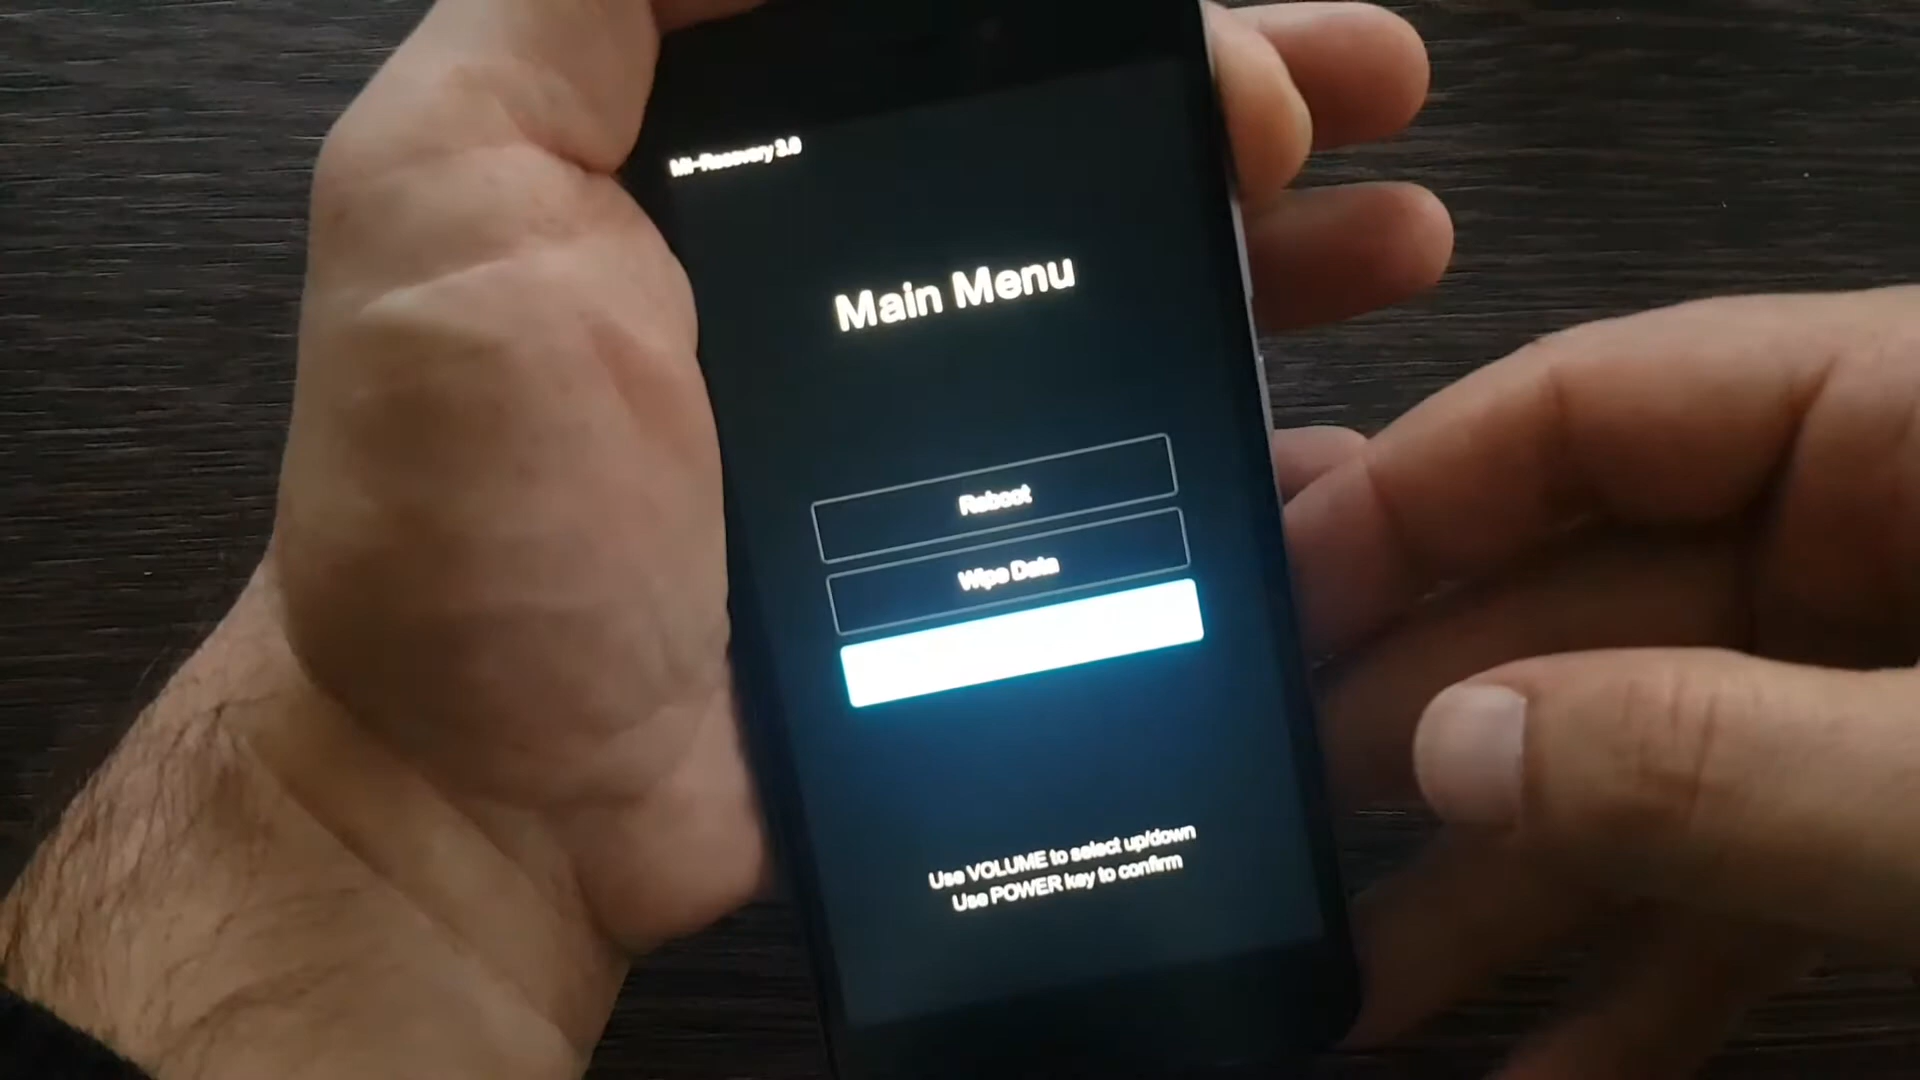 Mi-Recovery 3.0
Main Menu
Reboot
Wipe Data
Use VOLUME to select up/down
Use POWER key to confirm